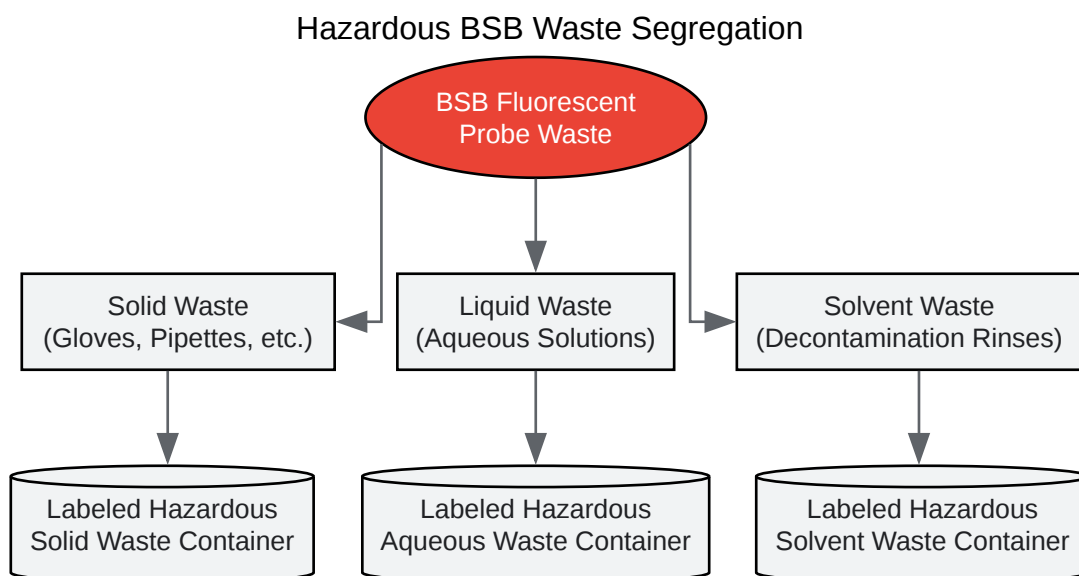 Hazardous BSB Waste Segregation
BSB Fluorescent
Probe Waste
Solid Waste
(Gloves, Pipettes, etc.)
Liquid Waste
(Aqueous Solutions)
Solvent Waste
(Decontamination Rinses)
Labeled Hazardous
Solid Waste Container
Labeled Hazardous
Aqueous Waste Container
Labeled Hazardous
Solvent Waste Container